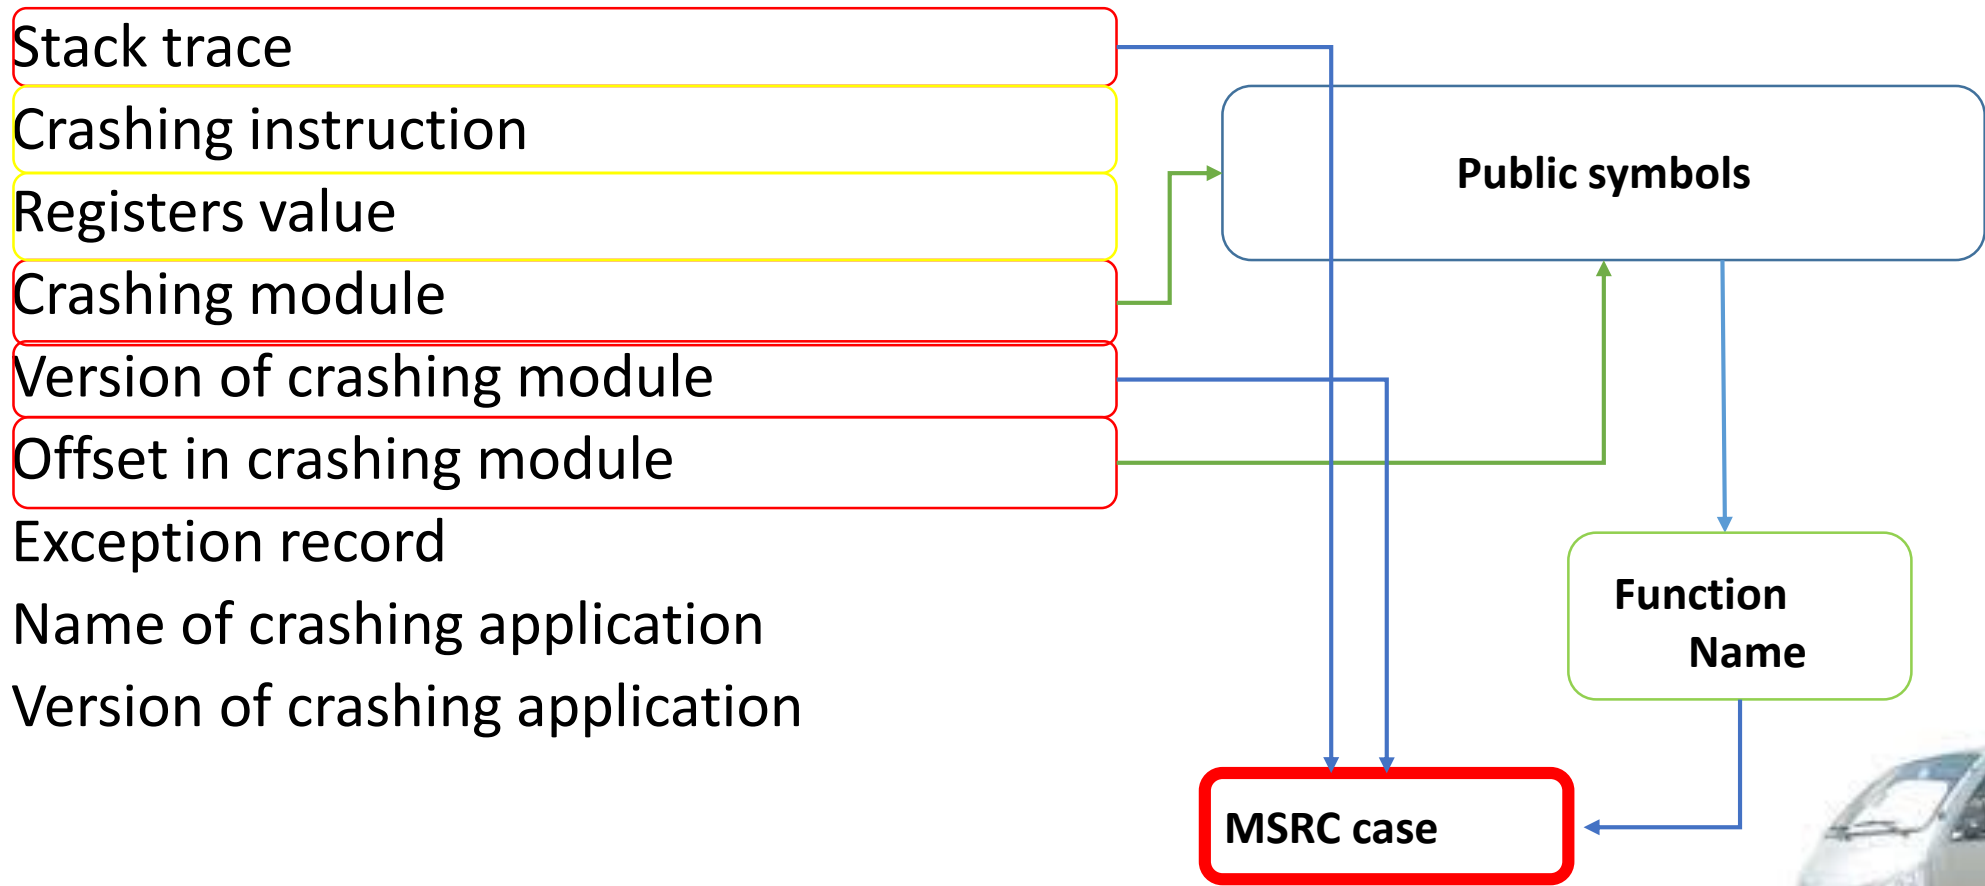 Stack trace
Crashing instruction
Registers value
Crashing module
Version of crashing module
Offset in crashing module
Exception record
Name of crashing application
Version of crashing application
Public symbols
Function
Name
MSRC case